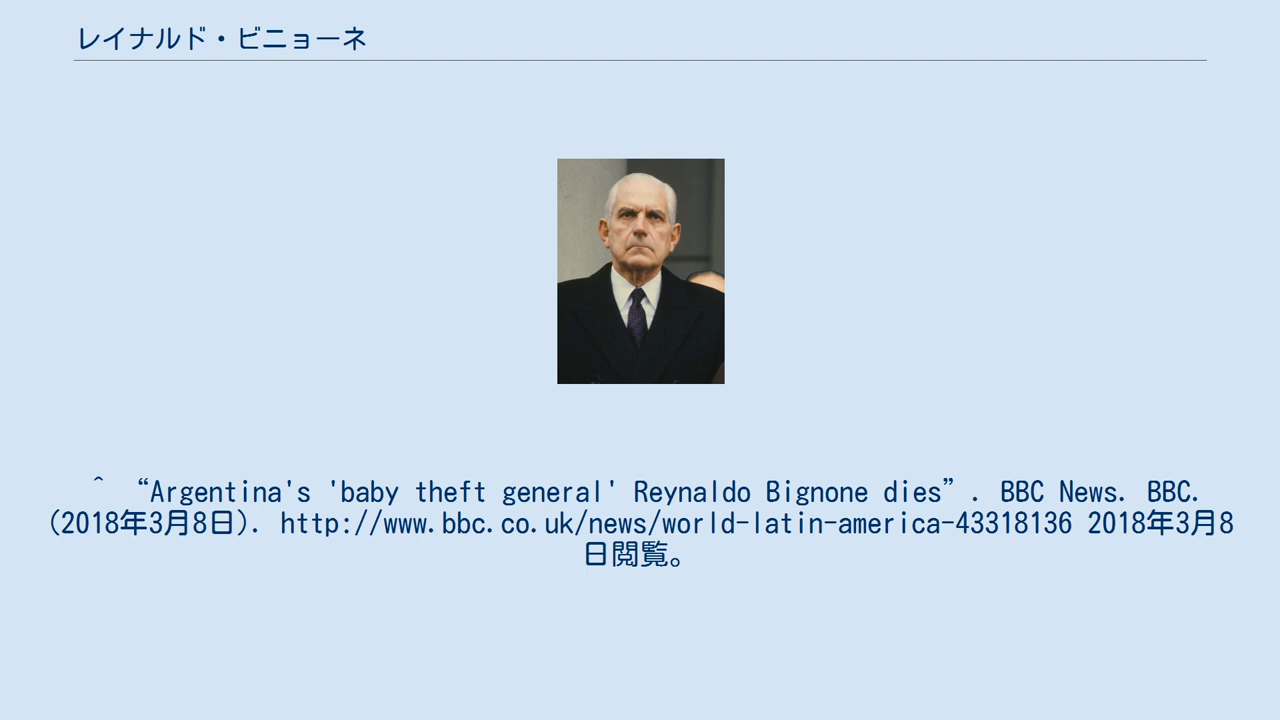 レイナルド・ビニョーネ
^ “Argentina's 'baby theft general' Reynaldo Bignone dies”. BBC News. BBC.
(2018年3月8日). http://www.bbc.co.uk/news/world-latin-america-43318136 2018年3月8
日閲覧。